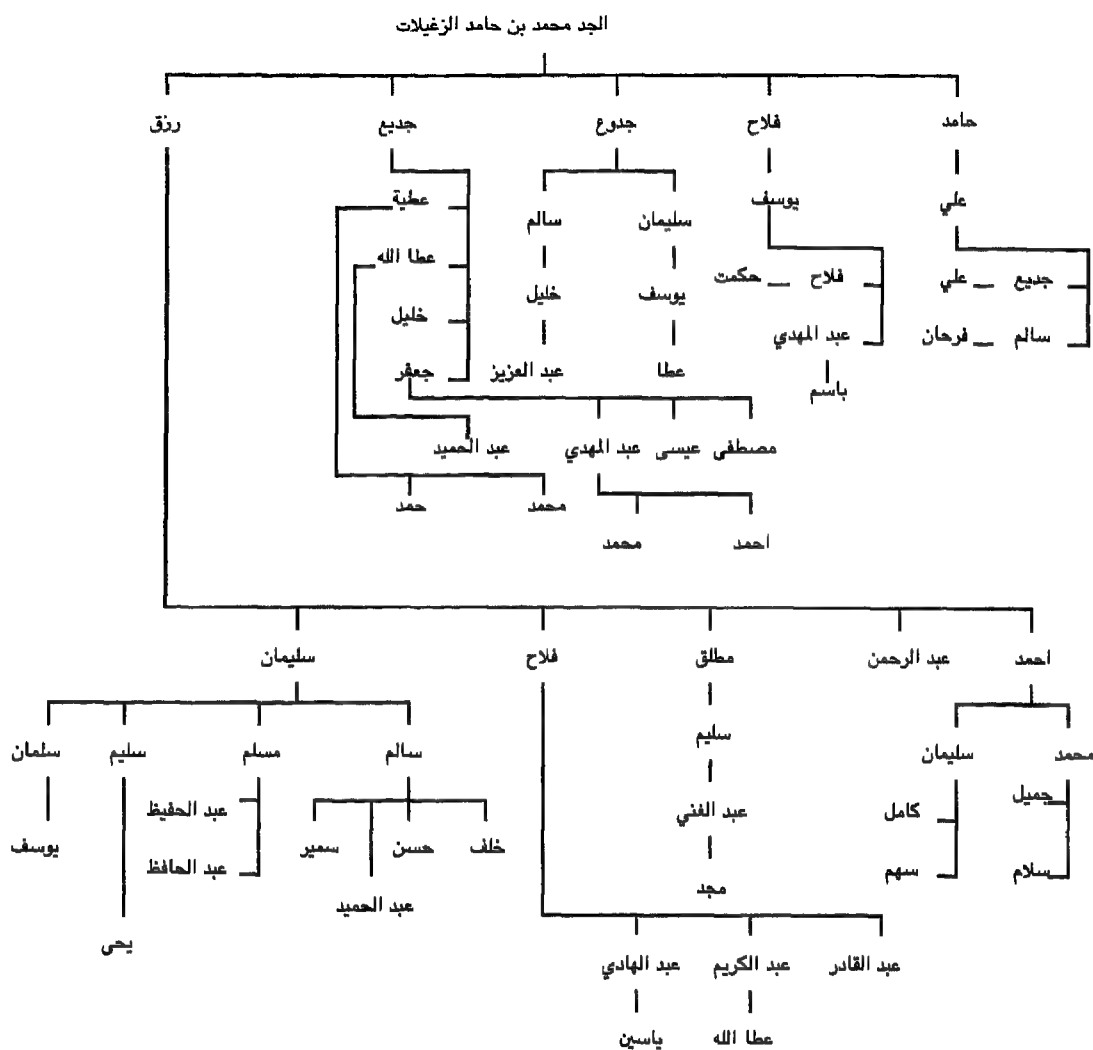 الجد محمد بن حامد الزغيلات
حامد فلاح جدوع جديع رزق
علي يوسف سليمان سالم عطية
جديع علي فلاح حكمت يوسف خليل عطا الله
سالم فرحان عبد المهدي عطا عبد العزيز خليل
باسم جعفر
مصطفى عيسى عبد المهدي عبد الحميد
محمد حمد
احمد محمد
احمد عبد الرحمن مطلق فلاح سليمان
محمد سليمان سليم سالم مسلم سليم سلمان
جميل كامل عبد الغني خلف حسن سمير عبد الحفيظ يوسف
سلام سهم مجد عبد الحميد عبد الحافظ
يحى
عبد القادر عبد الكريم عبد الهادي
عطا الله ياسين